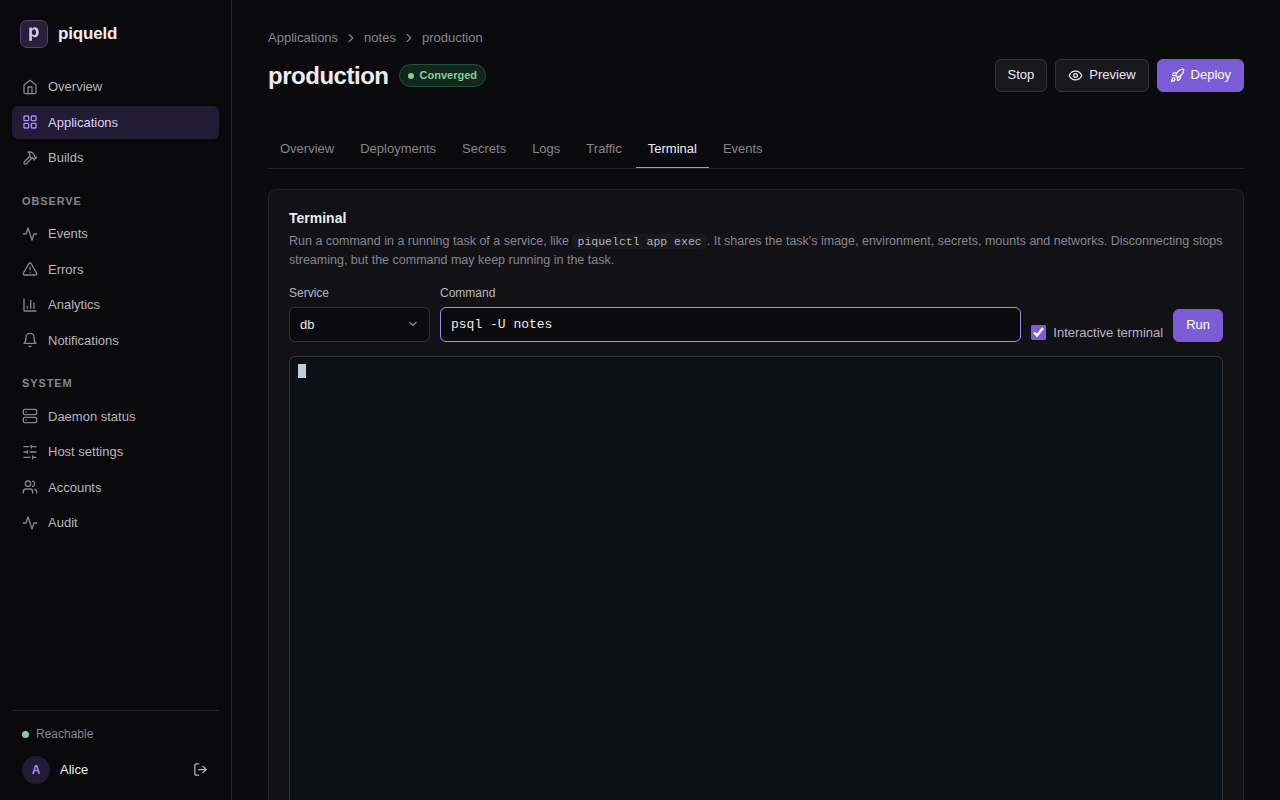 p piqueld
Overview
Applications
Builds
OBSERVE
Events
Errors
Analytics
Notifications
SYSTEM
Daemon status
Host settings
Accounts
Audit
Reachable
A Alice
Applications > notes > production
production Converged Stop Preview Deploy
Overview Deployments Secrets Logs Traffic Terminal Events
Terminal
Run a command in a running task of a service, like piquelctl app exec. It shares the task's image, environment, secrets, mounts and networks. Disconnecting stops
streaming, but the command may keep running in the task.
Service Command
db psql -U notes Interactive terminal Run